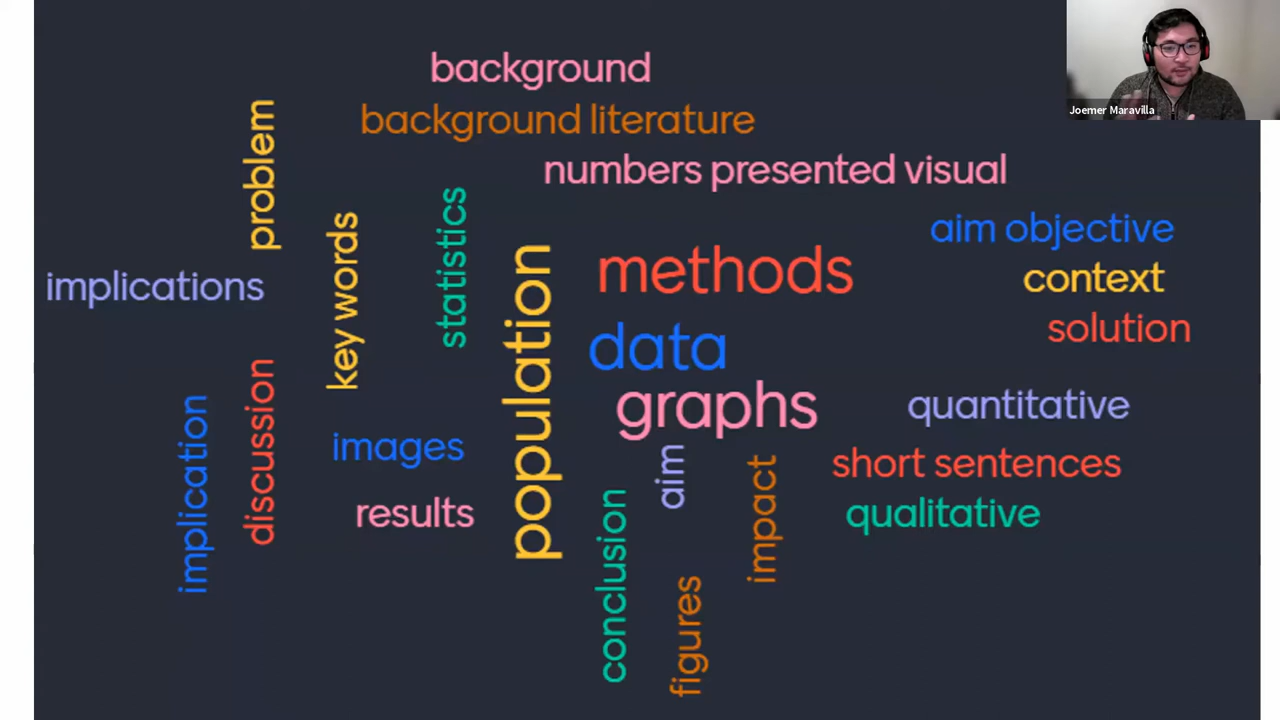 Joemer Maravilla
background
background literature
problem
numbers presented visual
statistics
key words
aim objective
population
methods
context
implications
solution
data
discussion
graphs
quantitative
implication
images
aim
short sentences
impact
results
qualitative
conclusion
figures